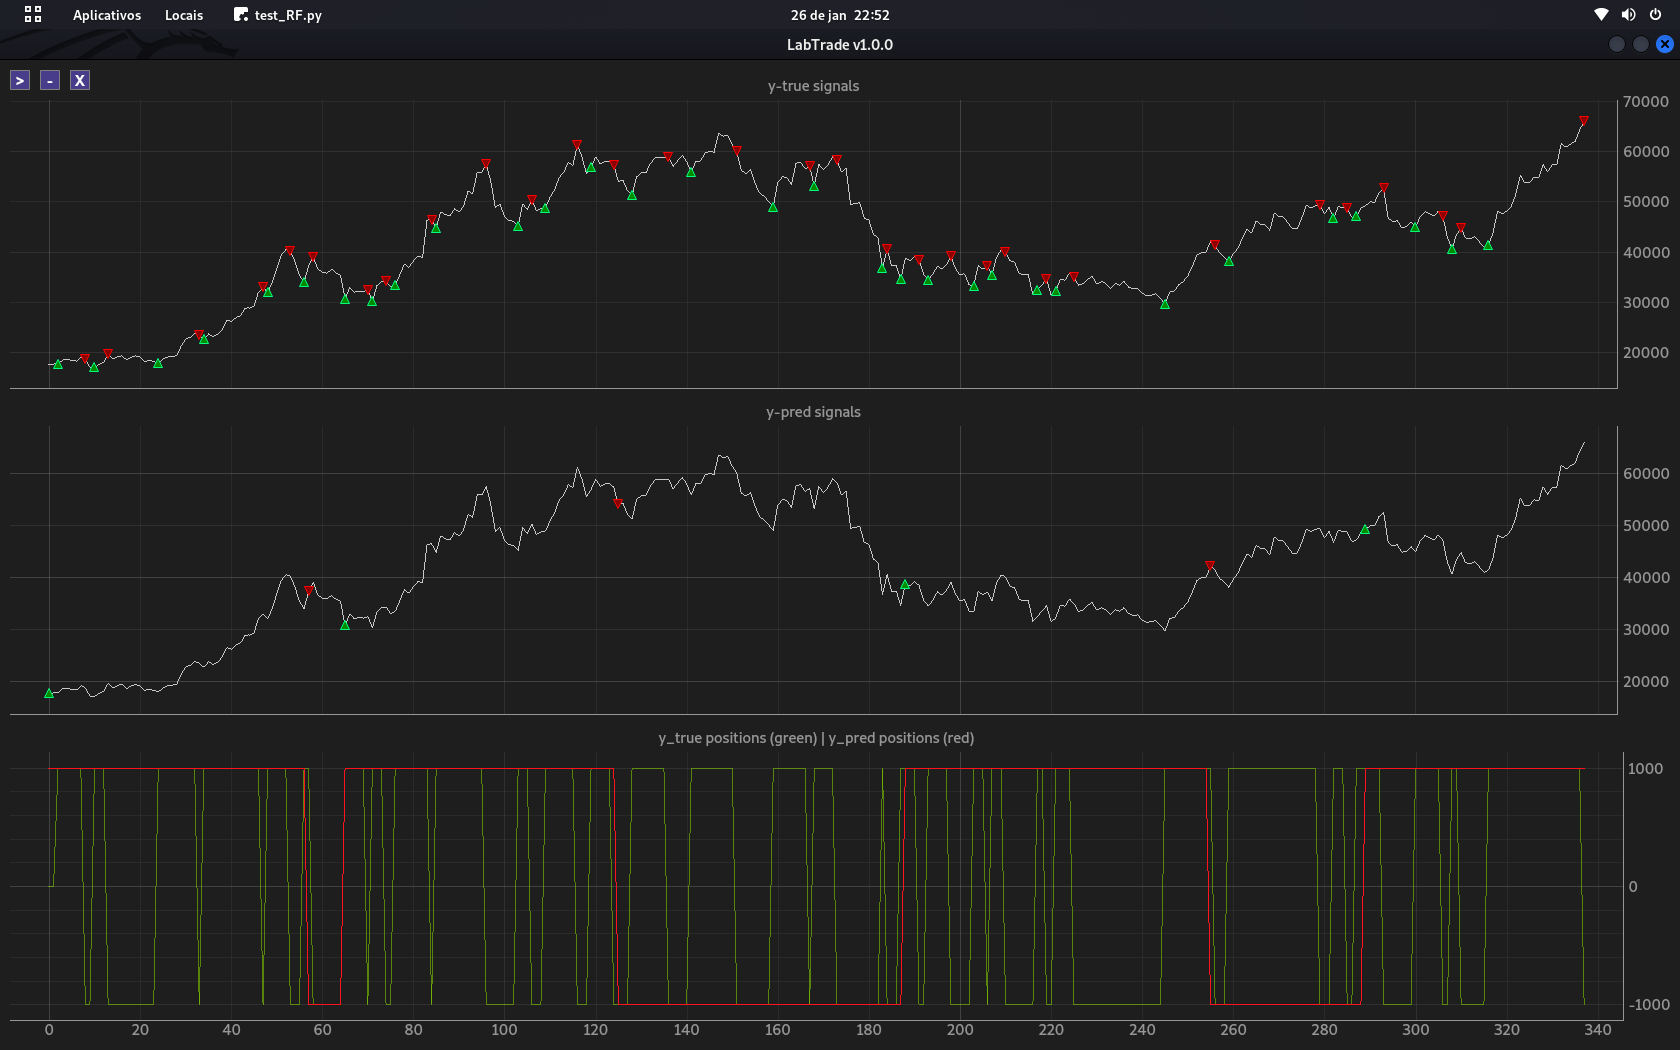 Aplicativos Locais test_RF.py 26 de jan 22:52
LabTrade v1.0.0
> - X
y-true signals
70000
60000
50000
40000
30000
20000
y-pred signals
60000
50000
40000
30000
20000
y_true positions (green) | y_pred positions (red)
1000
0
-1000
0 20 40 60 80 100 120 140 160 180 200 220 240 260 280 300 320 340